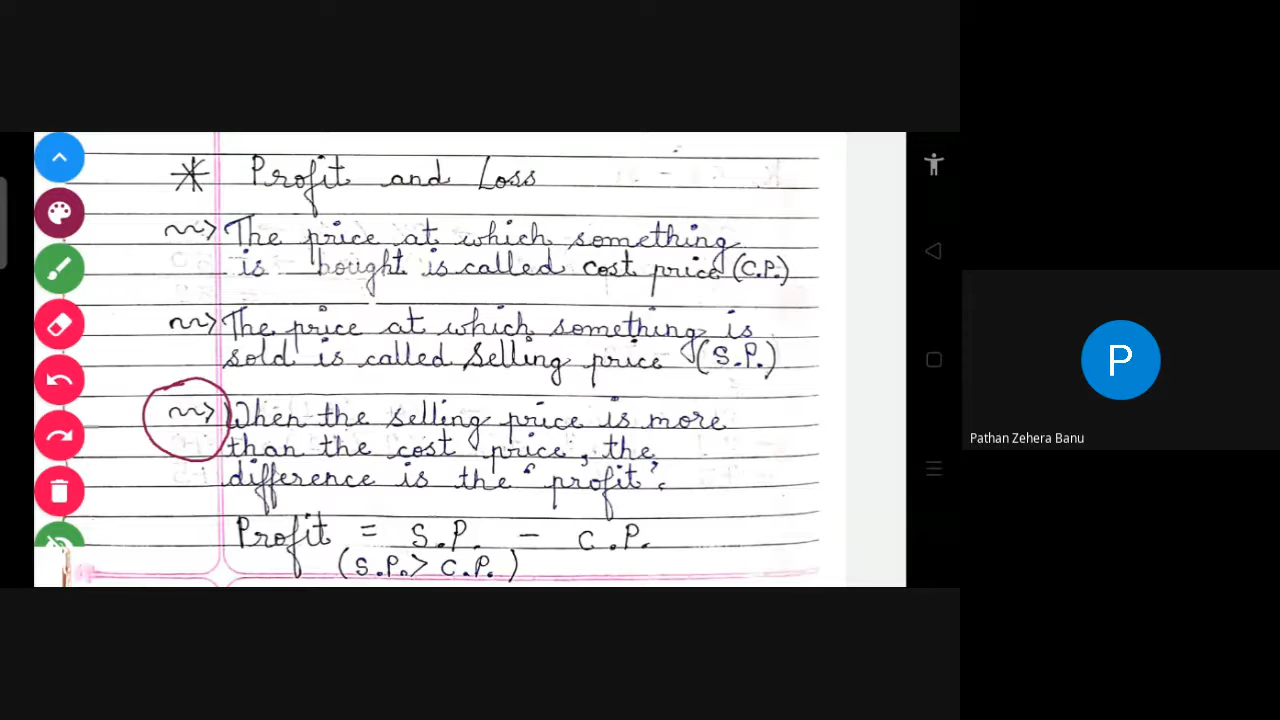 * Profit and Loss
The price at which something
is bought is called cost price (C.P.)
The price at which something is
sold is called Selling price (S.P.)
When the selling price is more
than the cost price, the
difference is the "profit".
Profit = S.P. - C.P.
(S.P. > C.P.)
P
Pathan Zehera Banu